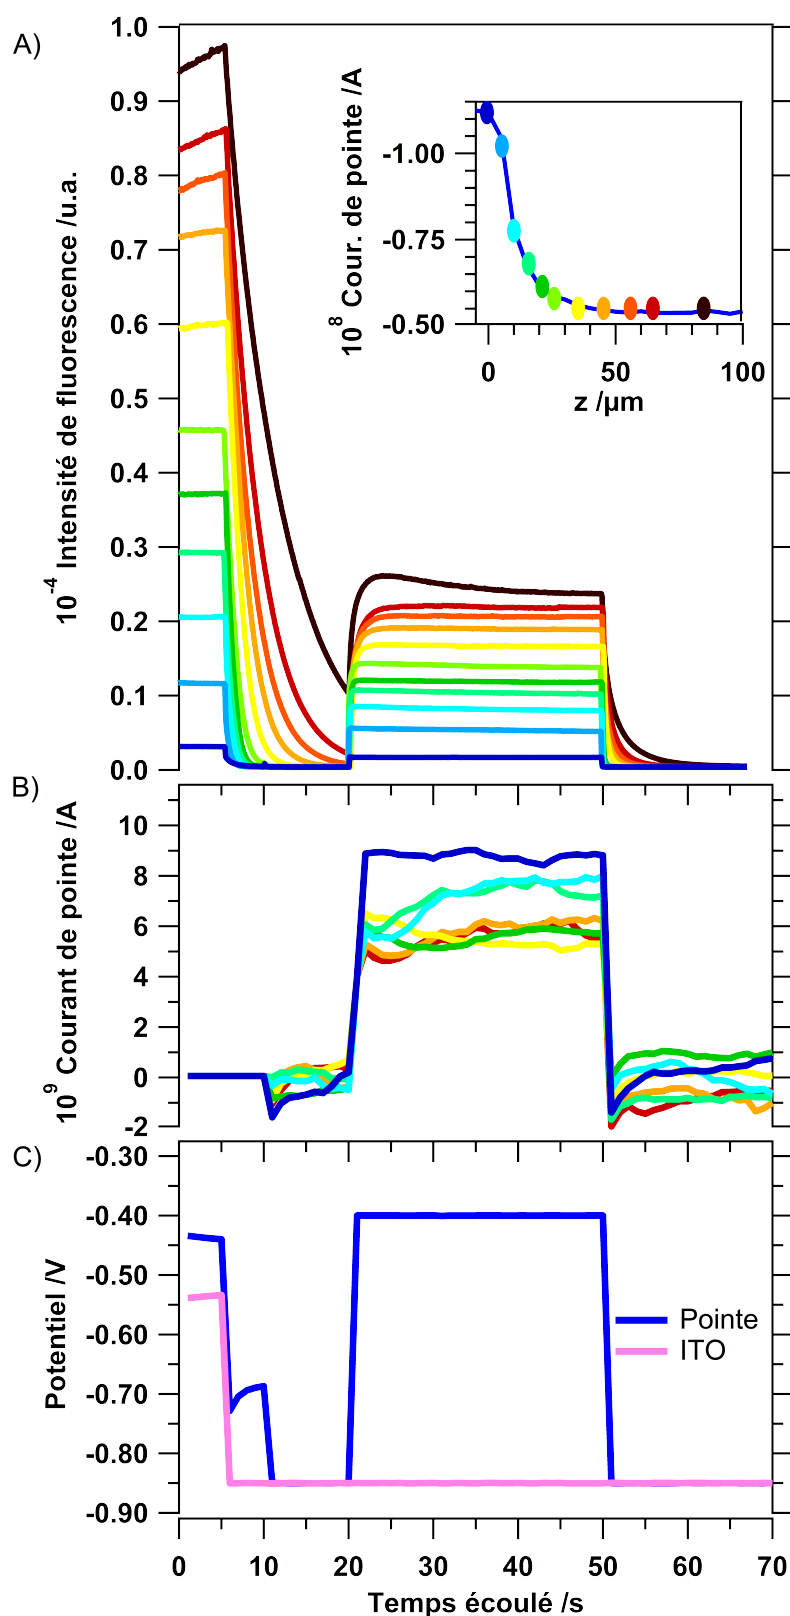 A)
1.0
0.9
0.8
0.7
0.6
0.5
0.4
0.3
0.2
0.1
0.0
10⁻⁴ Intensité de fluorescence /u.a.
10⁸ Cour. de pointe /A
-1.00
-0.75
-0.50
0 50 100
z /µm
B)
10
8
6
4
2
0
-2
10⁹ Courant de pointe /A
C)
-0.30
-0.40
-0.50
-0.60
-0.70
-0.80
-0.90
Potentiel /V
Pointe
ITO
0 10 20 30 40 50 60 70
Temps écoulé /s